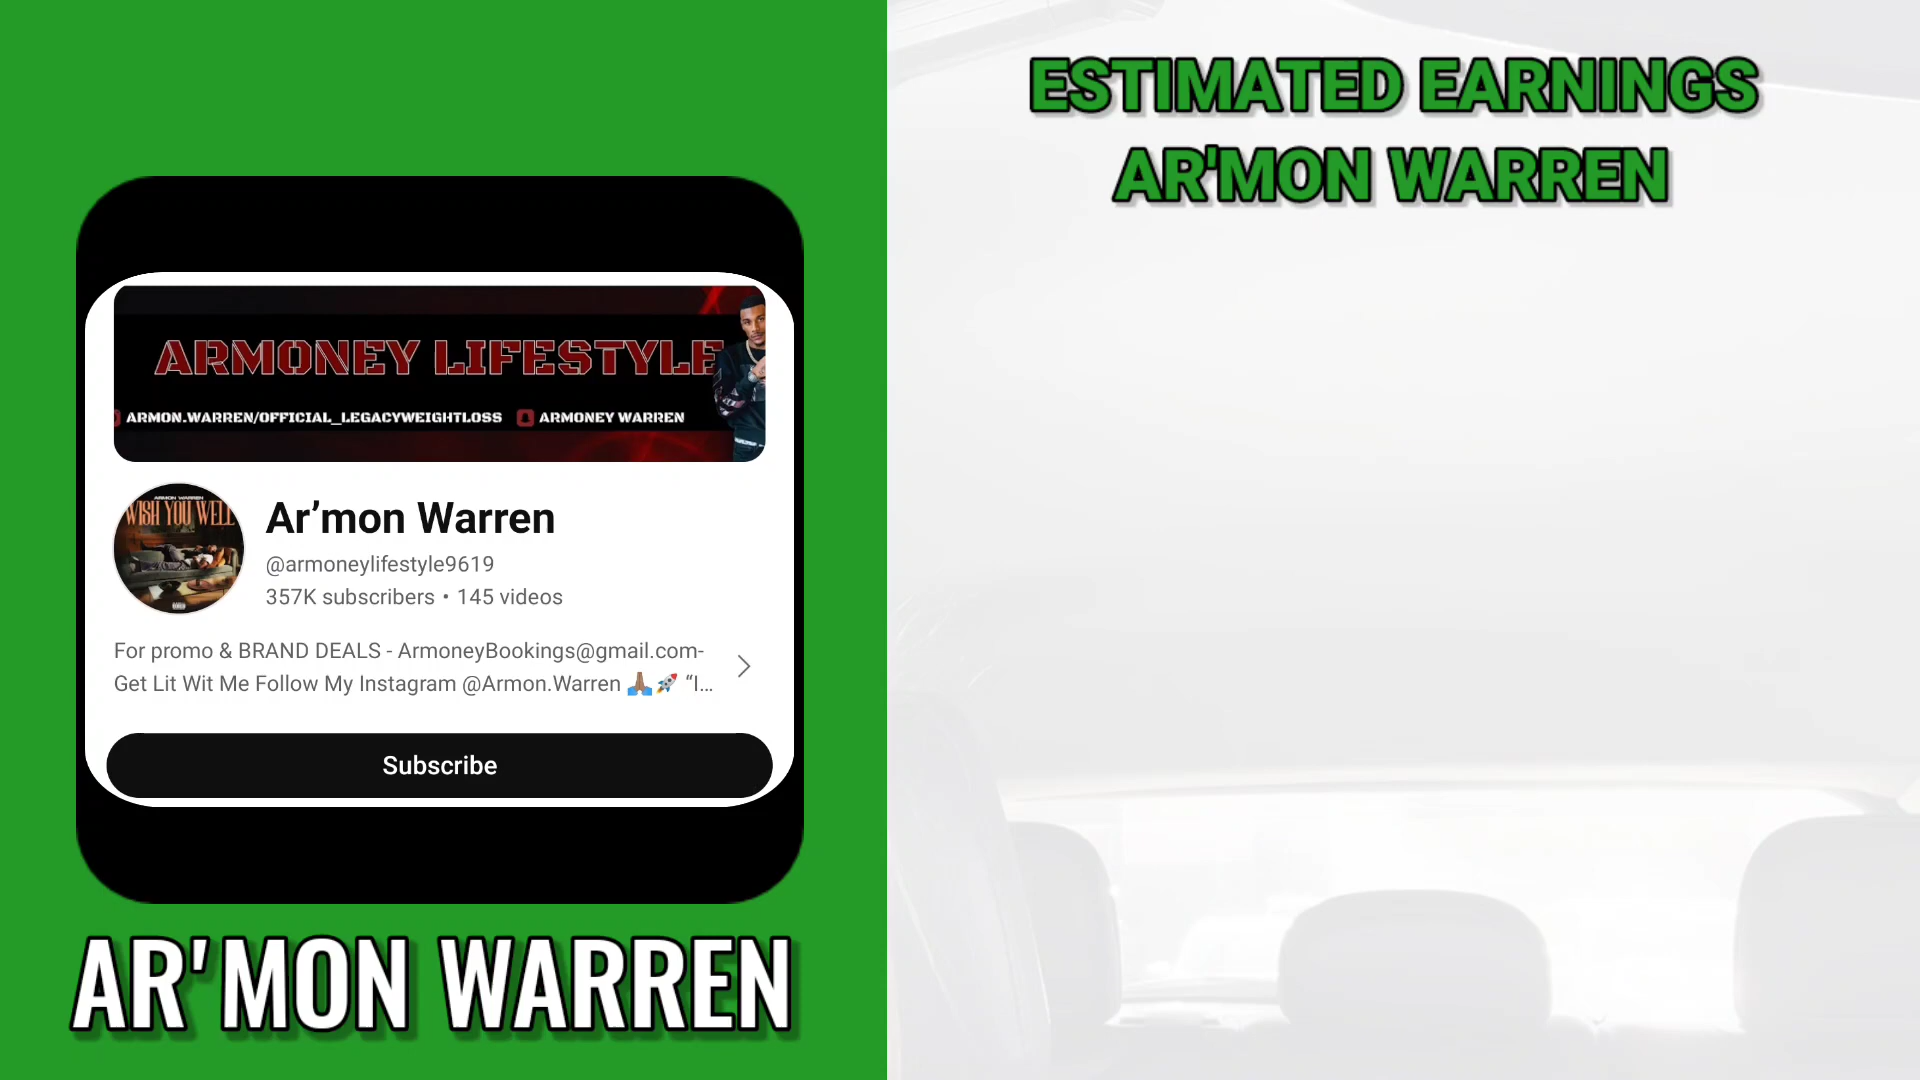 ESTIMATED EARNINGS
AR'MON WARREN
ARMONEY LIFESTYLE
ARMON.WARREN/OFFICIAL_LEGACYWEIGHTLOSS ARMONEY WARREN
ARMON WARREN
WISH YOU WELL
Ar’mon Warren
@armoneylifestyle9619
357K subscribers • 145 videos
For promo & BRAND DEALS - ArmoneyBookings@gmail.com-
Get Lit Wit Me Follow My Instagram @Armon.Warren 🙏🏽🚀 “I...
Subscribe
AR'MON WARREN